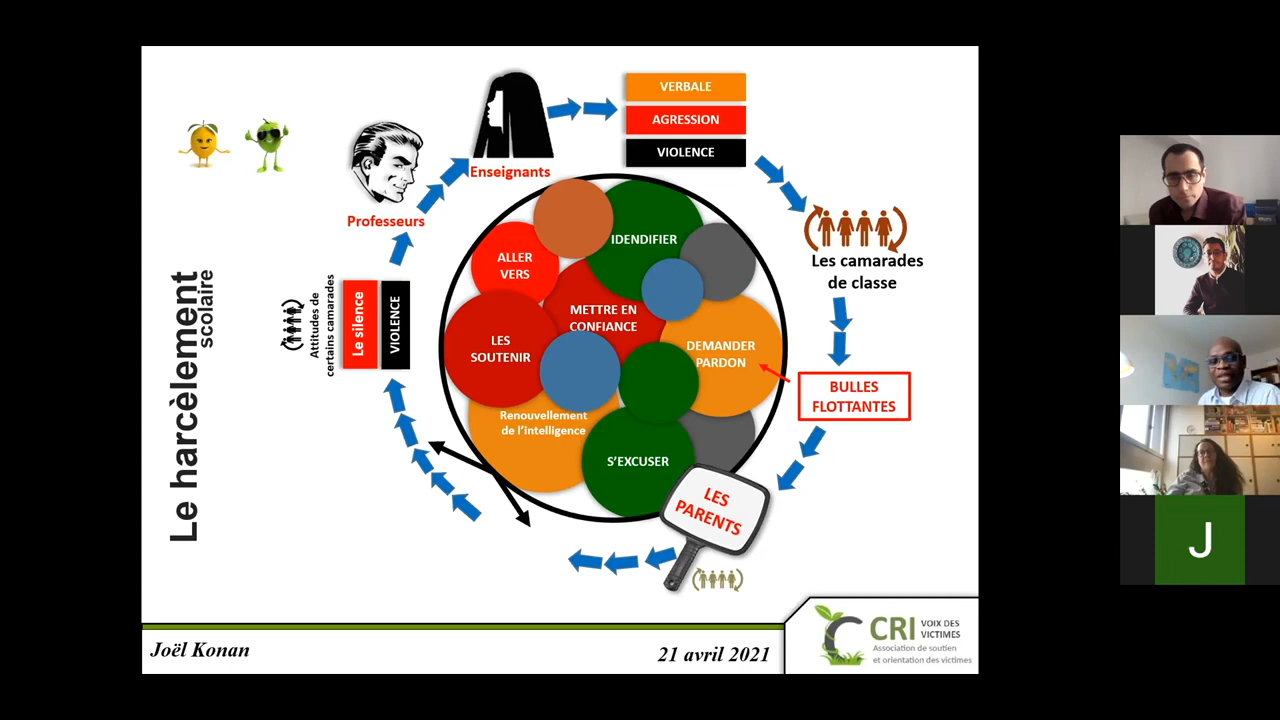 Le harcèlement
scolaire
VERBALE
AGRESSION
VIOLENCE
Enseignants
Professeurs
Les camarades
de classe
BULLES
FLOTTANTES
LES
PARENTS
Attitudes de
certains camarades
Le silence
VIOLENCE
IDENDIFIER
ALLER
VERS
METTRE EN
CONFIANCE
LES
SOUTENIR
DEMANDER
PARDON
Renouvellement
de l'intelligence
S'EXCUSER
Joël Konan
21 avril 2021
CRI VOIX DES
VICTIMES
Association de soutien
et orientation des victimes
J